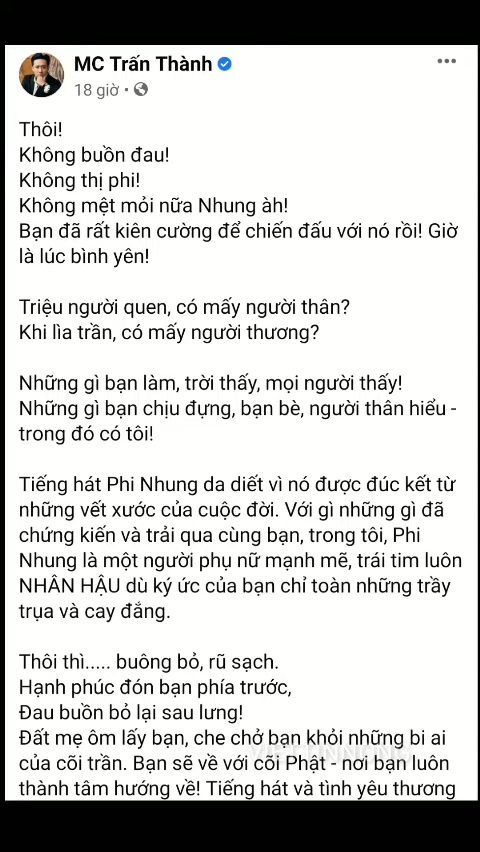 MC Trấn Thành
18 giờ
Thôi!
Không buồn đau!
Không thị phi!
Không mệt mỏi nữa Nhung àh!
Bạn đã rất kiên cường để chiến đấu với nó rồi! Giờ
là lúc bình yên!
Triệu người quen, có mấy người thân?
Khi lìa trần, có mấy người thương?
Những gì bạn làm, trời thấy, mọi người thấy!
Những gì bạn chịu đựng, bạn bè, người thân hiểu -
trong đó có tôi!
Tiếng hát Phi Nhung da diết vì nó được đúc kết từ
những vết xước của cuộc đời. Với gì những gì đã
chứng kiến và trải qua cùng bạn, trong tôi, Phi
Nhung là một người phụ nữ mạnh mẽ, trái tim luôn
NHÂN HẬU dù ký ức của bạn chỉ toàn những trầy
trụa và cay đắng.
Thôi thì..... buông bỏ, rũ sạch.
Hạnh phúc đón bạn phía trước,
Đau buồn bỏ lại sau lưng!
Đất mẹ ôm lấy bạn, che chở bạn khỏi những bi ai
của cõi trần. Bạn sẽ về với cõi Phật - nơi bạn luôn
thành tâm hướng về! Tiếng hát và tình yêu thương